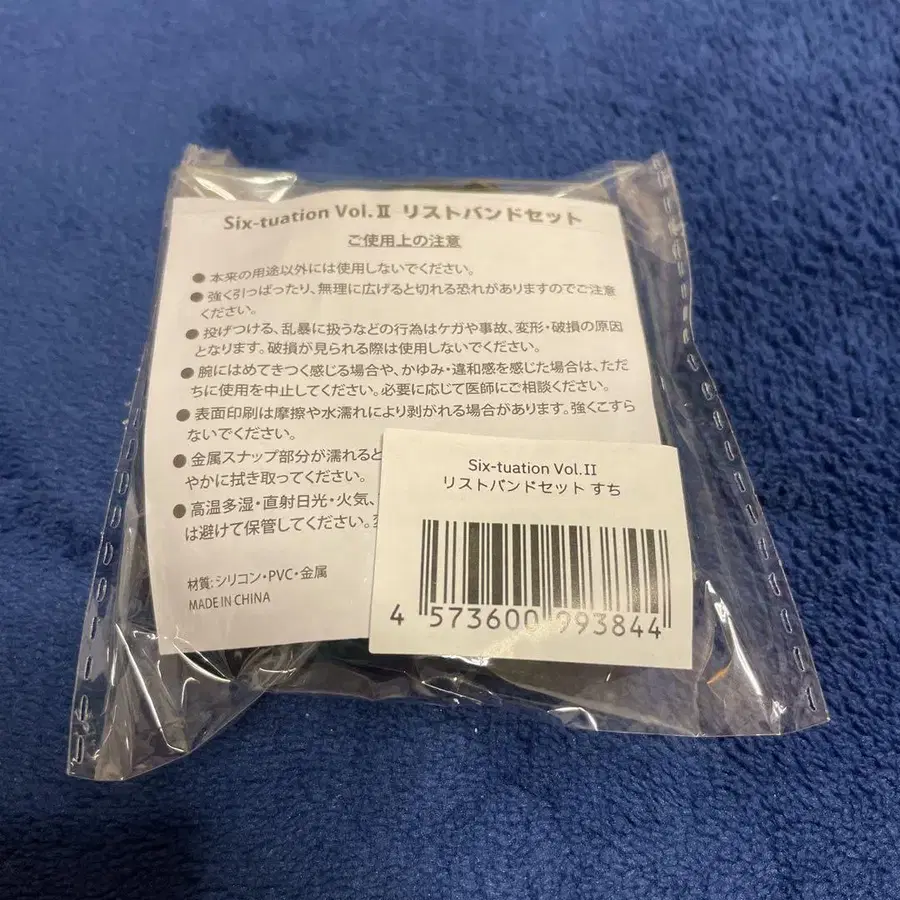 Six-tuation Vol.Ⅱ リストバンドセット
ご使用上の注意
● 本来の用途以外には使用しないでください。
● 強く引っぱったり、無理に広げると切れる恐れがありますのでご注意
ください。
● 投げつける、乱暴に扱うなどの行為はケガや事故、変形・破損の原因
となります。破損が見られる際は使用しないでください。
● 腕にはめてきつく感じる場合や、かゆみ・違和感を感じた場合は、ただ
ちに使用を中止してください。必要に応じて医師にご相談ください。
● 表面印刷は摩擦や水濡れにより剥がれる場合があります。強くこすら
ないでください。
● 金属スナップ部分が濡れると
やかに拭き取ってください。
● 高温多湿・直射日光・火気、
は避けて保管してください。
材質:シリコン・PVC・金属
MADE IN CHINA
Six-tuation Vol.II
リストバンドセット すち
4 573600 993844